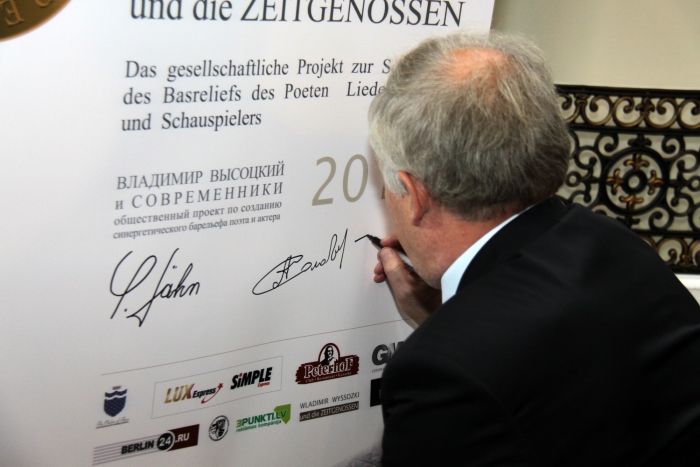 und die ZEITGENOSSEN
Das gesellschaftliche Projekt zur
des Basreliefs des Poeten
und Schauspielers
ВЛАДИМИР ВЫСОЦКИЙ
и СОВРЕМЕННИКИ
общественный проект по созданию
синергетического барельефа поэта и актера
LUX Express
SIMPLE
Express
PETERHOF
3PUNKTI.LV
WLADIMIR WYSSOZKI
und die ZEITGENOSSEN
BERLIN 24.RU